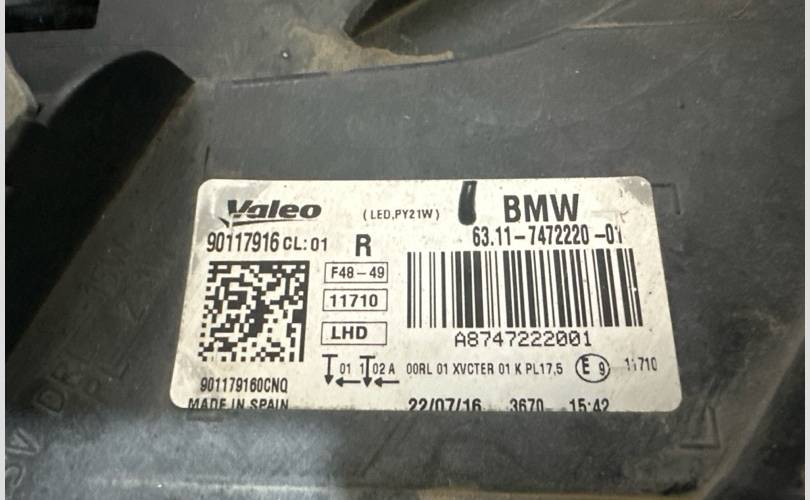 Valeo (LED,PY21W) BMW
90117916 CL:01 R 63.11-7472220-01
F48-49
11710
LHD
A8747222001
01 1 02 A 00RL 01 XVCTER 01 K PL17,5 E 9 11710
901179160CNQ
MADE IN SPAIN 22/07/16 3670 15:42